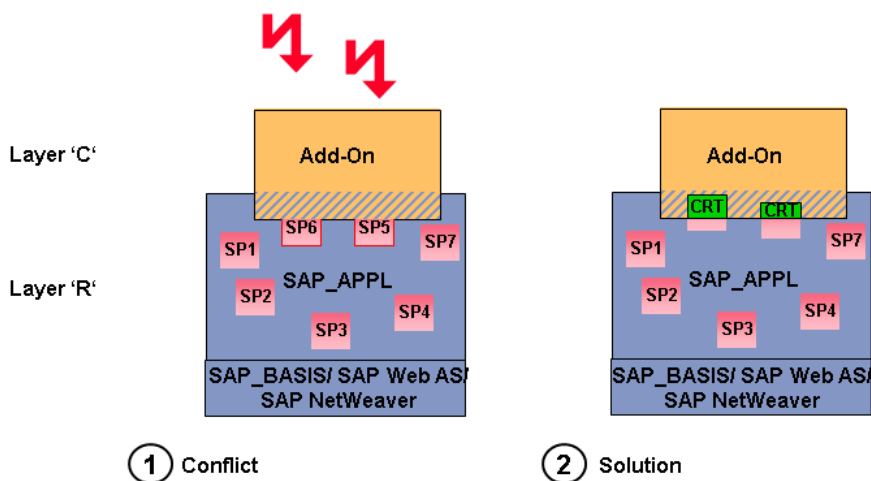 Layer ‘C‘
Add-On
Add-On
CRT
CRT
SP6
SP5
SP1
SP7
SP1
SP7
Layer ‘R‘
SAP_APPL
SAP_APPL
SP2
SP4
SP3
SP2
SP4
SP3
SAP_BASIS/ SAP Web AS/
SAP NetWeaver
SAP_BASIS/ SAP Web AS/
SAP NetWeaver
1 Conflict
2 Solution